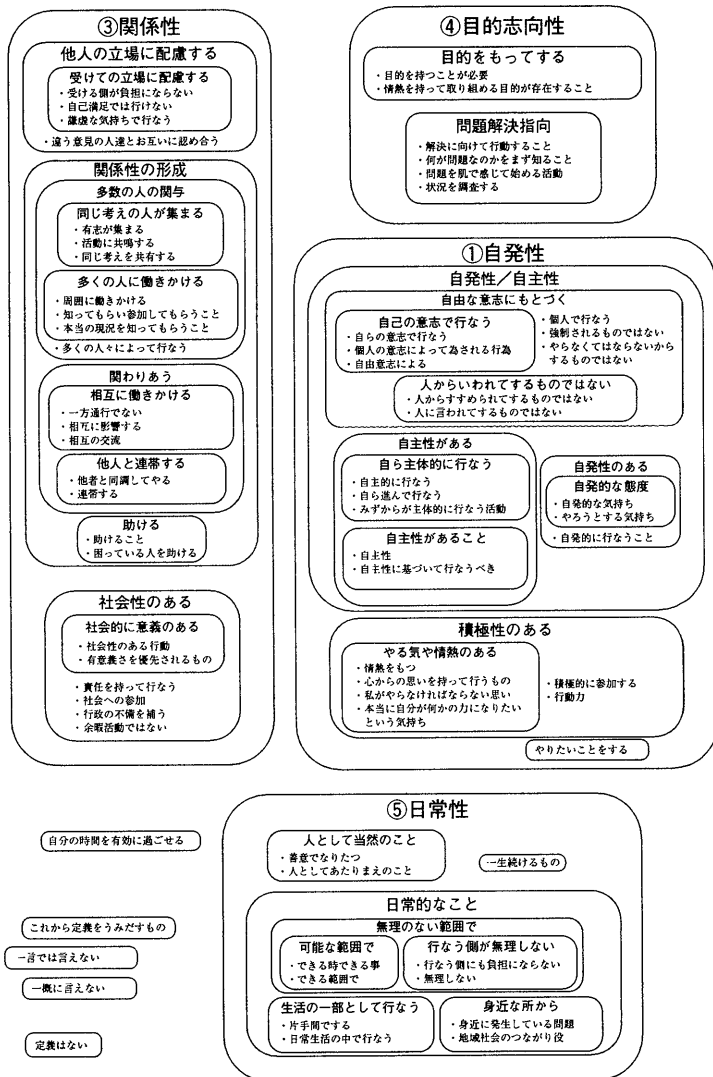 ③関係性
他人の立場に配慮する
受けての立場に配慮する
・受ける側が負担にならない
・自己満足では行けない
・謙虚な気持ちで行なう
・違う意見の人達とお互いに認め合う
関係性の形成
多数の人の関与
同じ考えの人が集まる
・有志が集まる
・活動に共鳴する
・同じ考えを共有する
多くの人に働きかける
・周囲に働きかける
・知ってもらい参加してもらうこと
・本当の現況を知ってもらうこと
・多くの人々によって行なう
関わりあう
相互に働きかける
・一方通行でない
・相互に影響する
・相互の交流
他人と連帯する
・他者と同調してやる
・連帯する
助ける
・助けること
・困っている人を助ける
社会性のある
社会的に意義のある
・社会性のある行動
・有意義さを優先されるもの
・責任を持って行なう
・社会への参加
・行政の不備を補う
・余暇活動ではない
④目的志向性
目的をもってする
・目的を持つことが必要
・情熱を持って取り組める目的が存在すること
問題解決指向
・解決に向けて行動すること
・何が問題なのかをまず知ること
・問題を肌で感じて始める活動
・状況を調査する
①自発性
自発性／自主性
自由な意志にもとづく
自己の意志で行なう
・自らの意志で行なう
・個人の意志によって為される行為
・自由意志による
・個人で行なう
・強制されるものではない
・やらなくてはならないから
するものではない
人からいわれてするものではない
・人からすすめられてするものではない
・人に言われてするものではない
自主性がある
自ら主体的に行なう
・自主的に行なう
・自ら進んで行なう
・みずからが主体的に行なう活動
自主性があること
・自主性
・自主性に基づいて行なうべき
自発性のある
自発的な態度
・自発的な気持ち
・やろうとする気持ち
・自発的に行なうこと
積極性のある
やる気や情熱のある
・情熱をもつ
・心からの思いを持って行うもの
・私がやらなければならない思い
・本当に自分が何かの力になりたい
という気持ち
・積極的に参加する
・行動力
やりたいことをする
⑤日常性
人として当然のこと
・善意でなりたつ
・人としてあたりまえのこと
一生続けるもの
日常的なこと
無理のない範囲で
可能な範囲で
・できる時できる事
・できる範囲で
行なう側が無理しない
・行なう側にも負担にならない
・無理しない
生活の一部として行なう
・片手間でする
・日常生活の中で行なう
身近な所から
・身近に発生している問題
・地域社会のつながり役
自分の時間を有効に過ごせる
これから定義をうみだすもの
一言では言えない
一概に言えない
定義はない